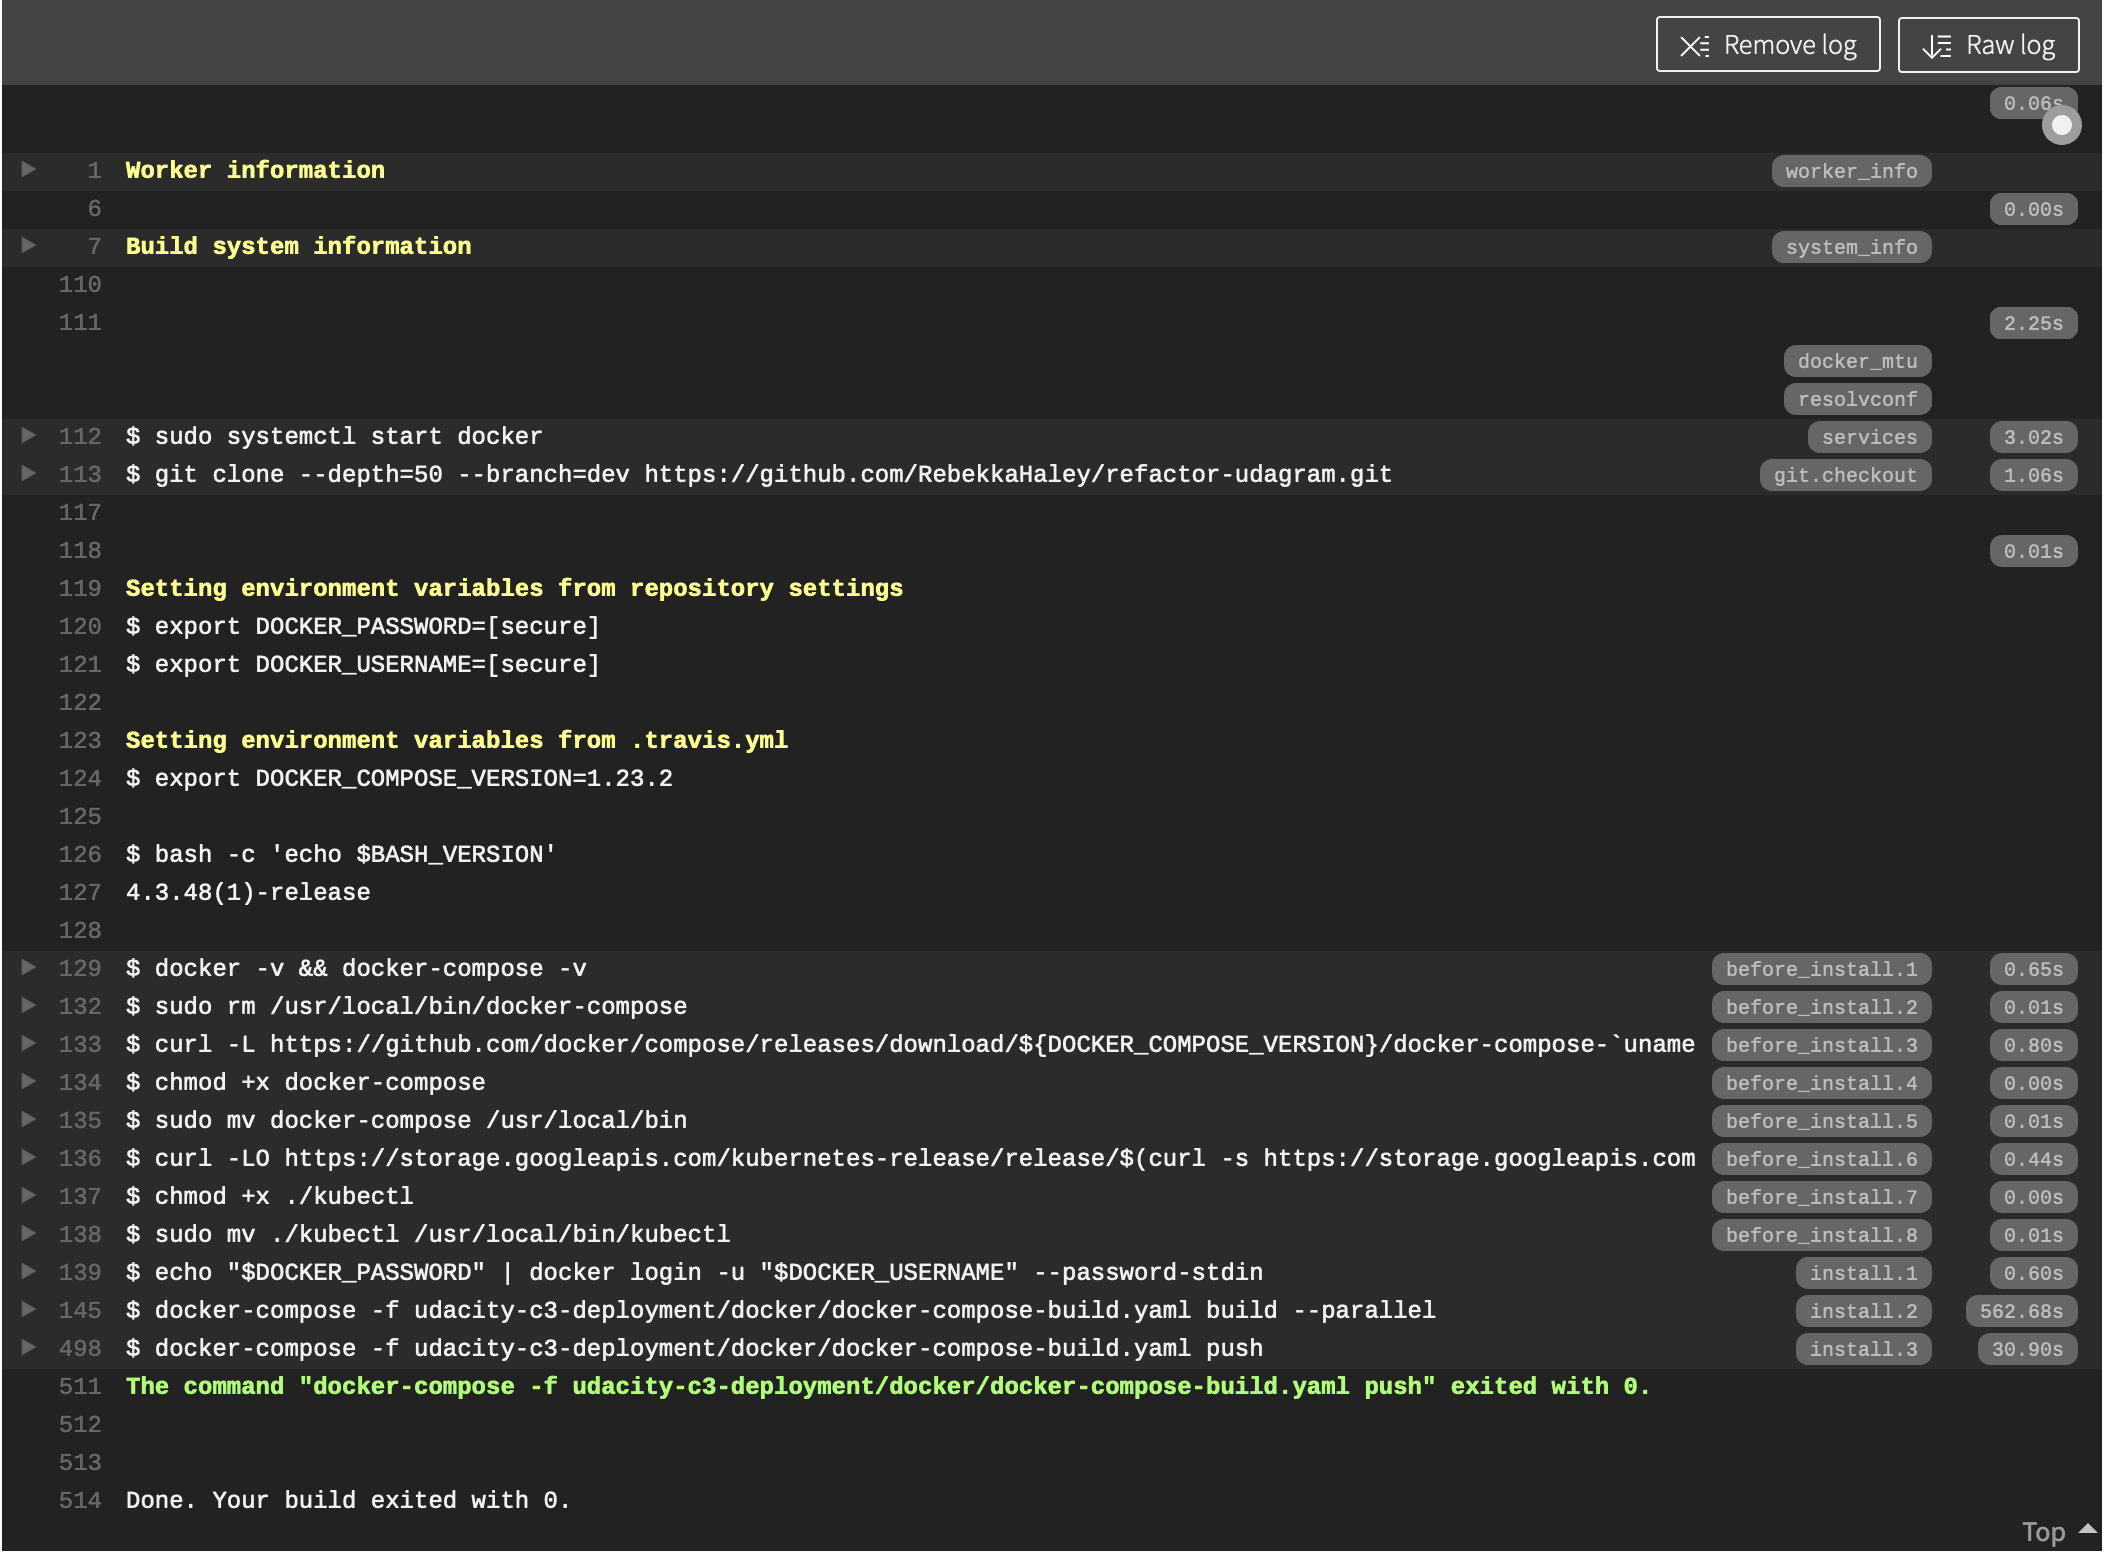 Remove log Raw log
0.06s
1 Worker information worker_info
6 0.00s
7 Build system information system_info
110
111 2.25s
docker_mtu
resolvconf
112 $ sudo systemctl start docker services 3.02s
113 $ git clone --depth=50 --branch=dev https://github.com/RebekkaHaley/refactor-udagram.git git.checkout 1.06s
117
118 0.01s
119 Setting environment variables from repository settings
120 $ export DOCKER_PASSWORD=[secure]
121 $ export DOCKER_USERNAME=[secure]
122
123 Setting environment variables from .travis.yml
124 $ export DOCKER_COMPOSE_VERSION=1.23.2
125
126 $ bash -c 'echo $BASH_VERSION'
127 4.3.48(1)-release
128
129 $ docker -v && docker-compose -v before_install.1 0.65s
132 $ sudo rm /usr/local/bin/docker-compose before_install.2 0.01s
133 $ curl -L https://github.com/docker/compose/releases/download/${DOCKER_COMPOSE_VERSION}/docker-compose-`uname before_install.3 0.80s
134 $ chmod +x docker-compose before_install.4 0.00s
135 $ sudo mv docker-compose /usr/local/bin before_install.5 0.01s
136 $ curl -LO https://storage.googleapis.com/kubernetes-release/release/$(curl -s https://storage.googleapis.com before_install.6 0.44s
137 $ chmod +x ./kubectl before_install.7 0.00s
138 $ sudo mv ./kubectl /usr/local/bin/kubectl before_install.8 0.01s
139 $ echo "$DOCKER_PASSWORD" | docker login -u "$DOCKER_USERNAME" --password-stdin install.1 0.60s
145 $ docker-compose -f udacity-c3-deployment/docker/docker-compose-build.yaml build --parallel install.2 562.68s
498 $ docker-compose -f udacity-c3-deployment/docker/docker-compose-build.yaml push install.3 30.90s
511 The command "docker-compose -f udacity-c3-deployment/docker/docker-compose-build.yaml push" exited with 0.
512
513
514 Done. Your build exited with 0.
Top